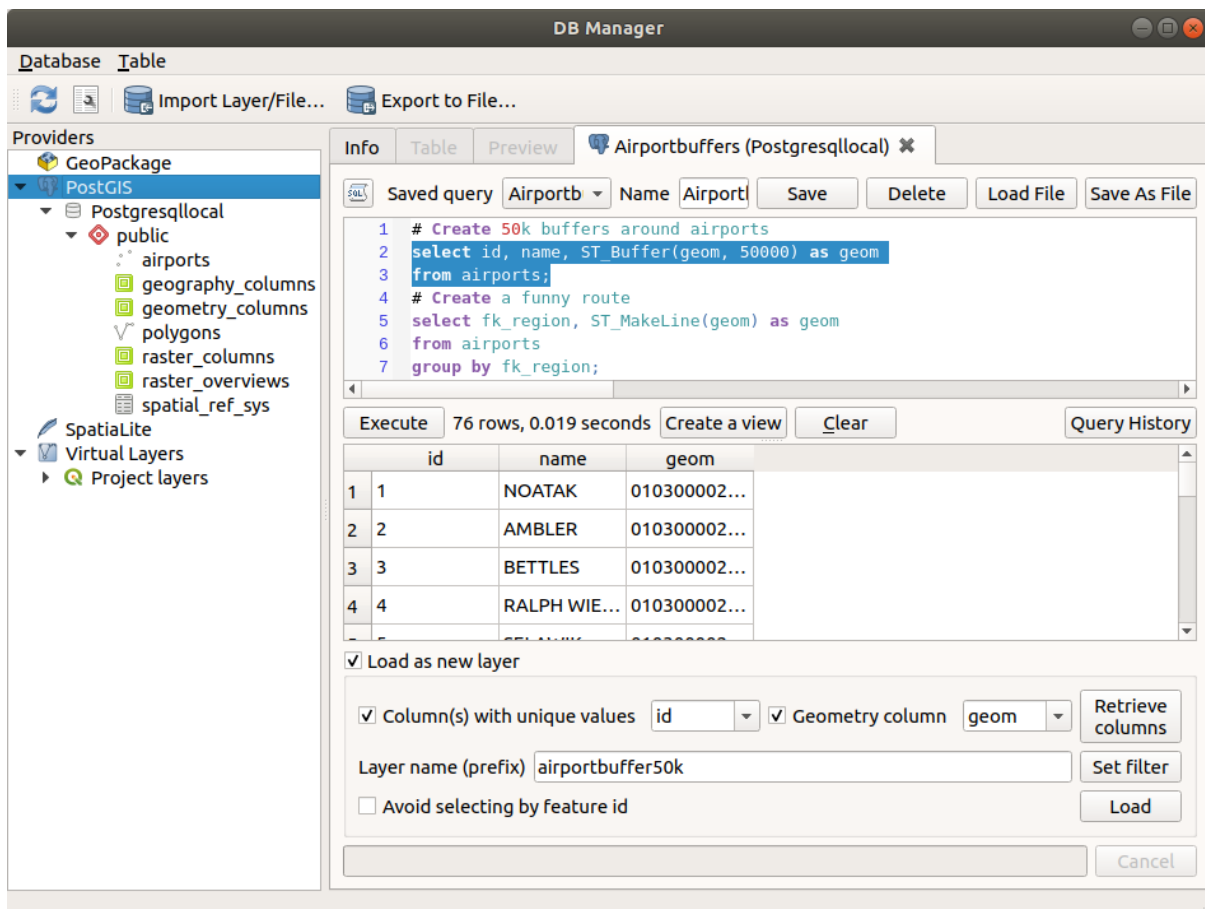 DB Manager
Database Table
Import Layer/File... Export to File...
Providers
GeoPackage
PostGIS
Postgresqllocal
public
airports
geography_columns
geometry_columns
polygons
raster_columns
raster_overviews
spatial_ref_sys
SpatiaLite
Virtual Layers
Project layers
Info Table Preview Airportbuffers (Postgresqllocal)
SQL Saved query Airportb Name Airportl Save Delete Load File Save As File
1 # Create 50k buffers around airports
2 select id, name, ST_Buffer(geom, 50000) as geom
3 from airports;
4 # Create a funny route
5 select fk_region, ST_MakeLine(geom) as geom
6 from airports
7 group by fk_region;
Execute 76 rows, 0.019 seconds Create a view Clear Query History
id name geom
1 1 NOATAK 010300002...
2 2 AMBLER 010300002...
3 3 BETTLES 010300002...
4 4 RALPH WIE... 010300002...
Load as new layer
Column(s) with unique values id Geometry column geom Retrieve columns
Layer name (prefix) airportbuffer50k Set filter
Avoid selecting by feature id Load
Cancel